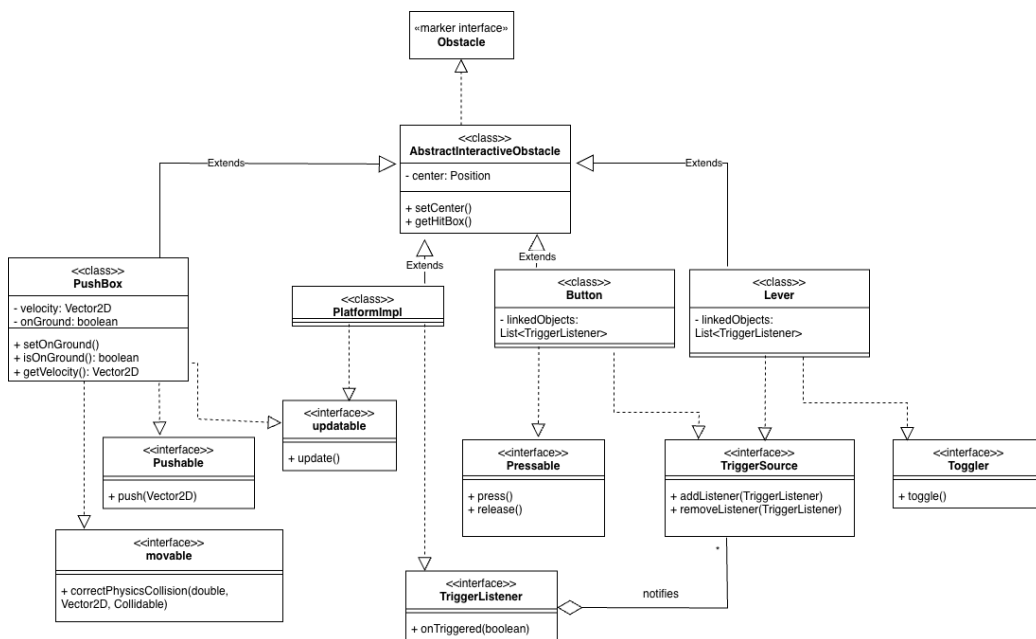 «marker interface»
Obstacle
<<class>>
AbstractInteractiveObstacle
- center: Position
+ setCenter()
+ getHitBox()
Extends
Extends
Extends
Extends
<<class>>
PushBox
- velocity: Vector2D
- onGround: boolean
+ setOnGround()
+ isOnGround(): boolean
+ getVelocity(): Vector2D
<<class>>
PlatformImpl
<<class>>
Button
- linkedObjects:
List<TriggerListener>
<<class>>
Lever
- linkedObjects:
List<TriggerListener>
<<interface>>
updatable
+ update()
<<interface>>
Pushable
+ push(Vector2D)
<<interface>>
Pressable
+ press()
+ release()
<<interface>>
TriggerSource
+ addListener(TriggerListener)
+ removeListener(TriggerListener)
<<interface>>
Toggler
+ toggle()
<<interface>>
movable
+ correctPhysicsCollision(double,
Vector2D, Collidable)
<<interface>>
TriggerListener
+ onTriggered(boolean)
notifies
*